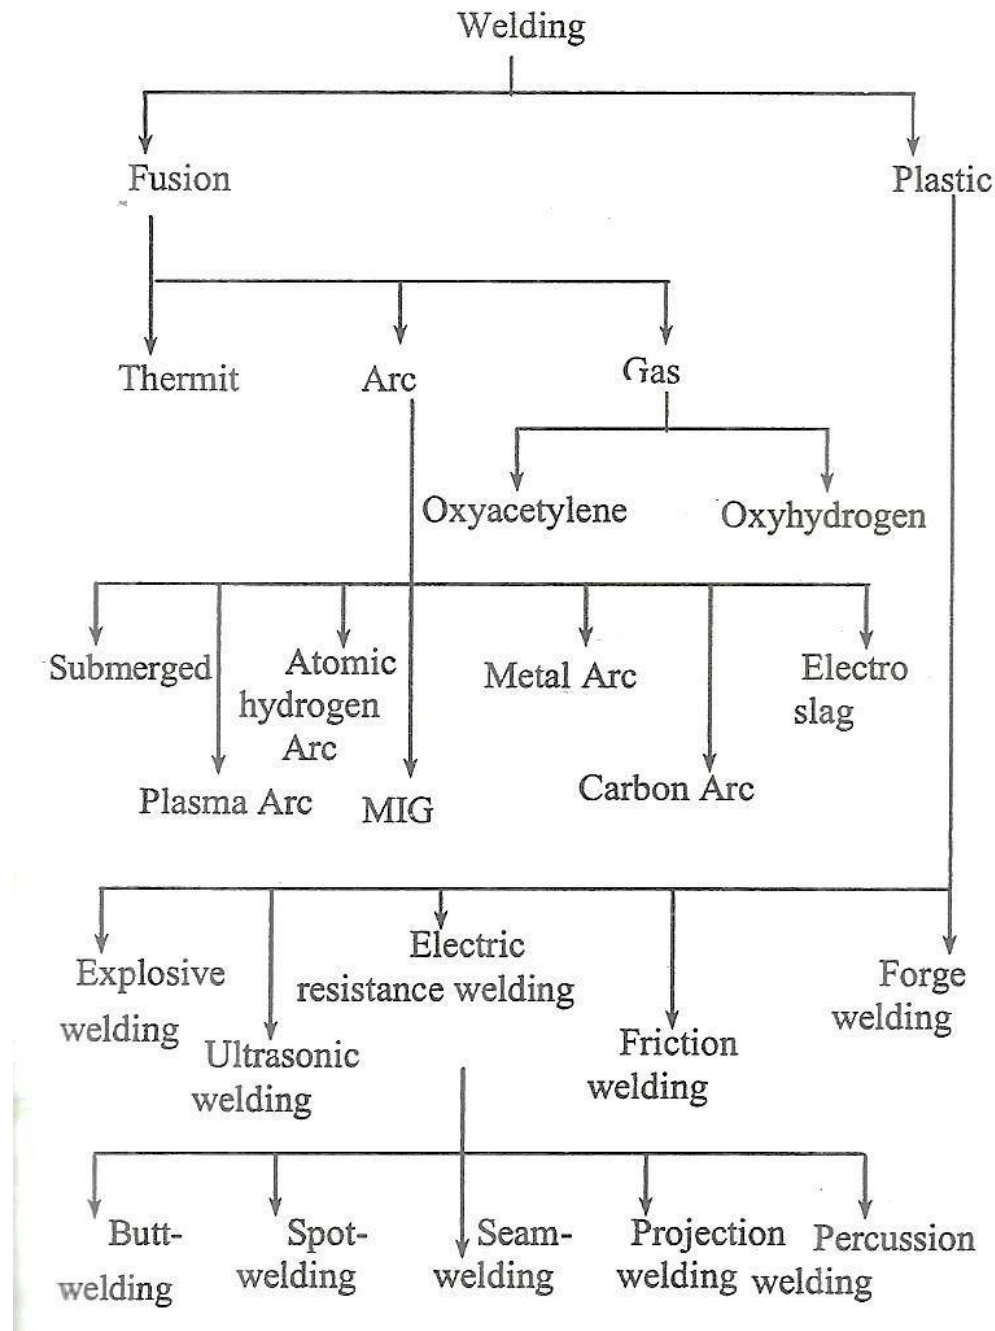 Welding
Fusion
Plastic
Thermit
Arc
Gas
Oxyacetylene
Oxyhydrogen
Submerged
Atomic
hydrogen
Arc
Metal Arc
Electro
slag
Plasma Arc
MIG
Carbon Arc
Explosive
welding
Ultrasonic
welding
Electric
resistance welding
Friction
welding
Forge
welding
Butt-
welding
Spot-
welding
Seam-
welding
Projection
welding
Percussion
welding